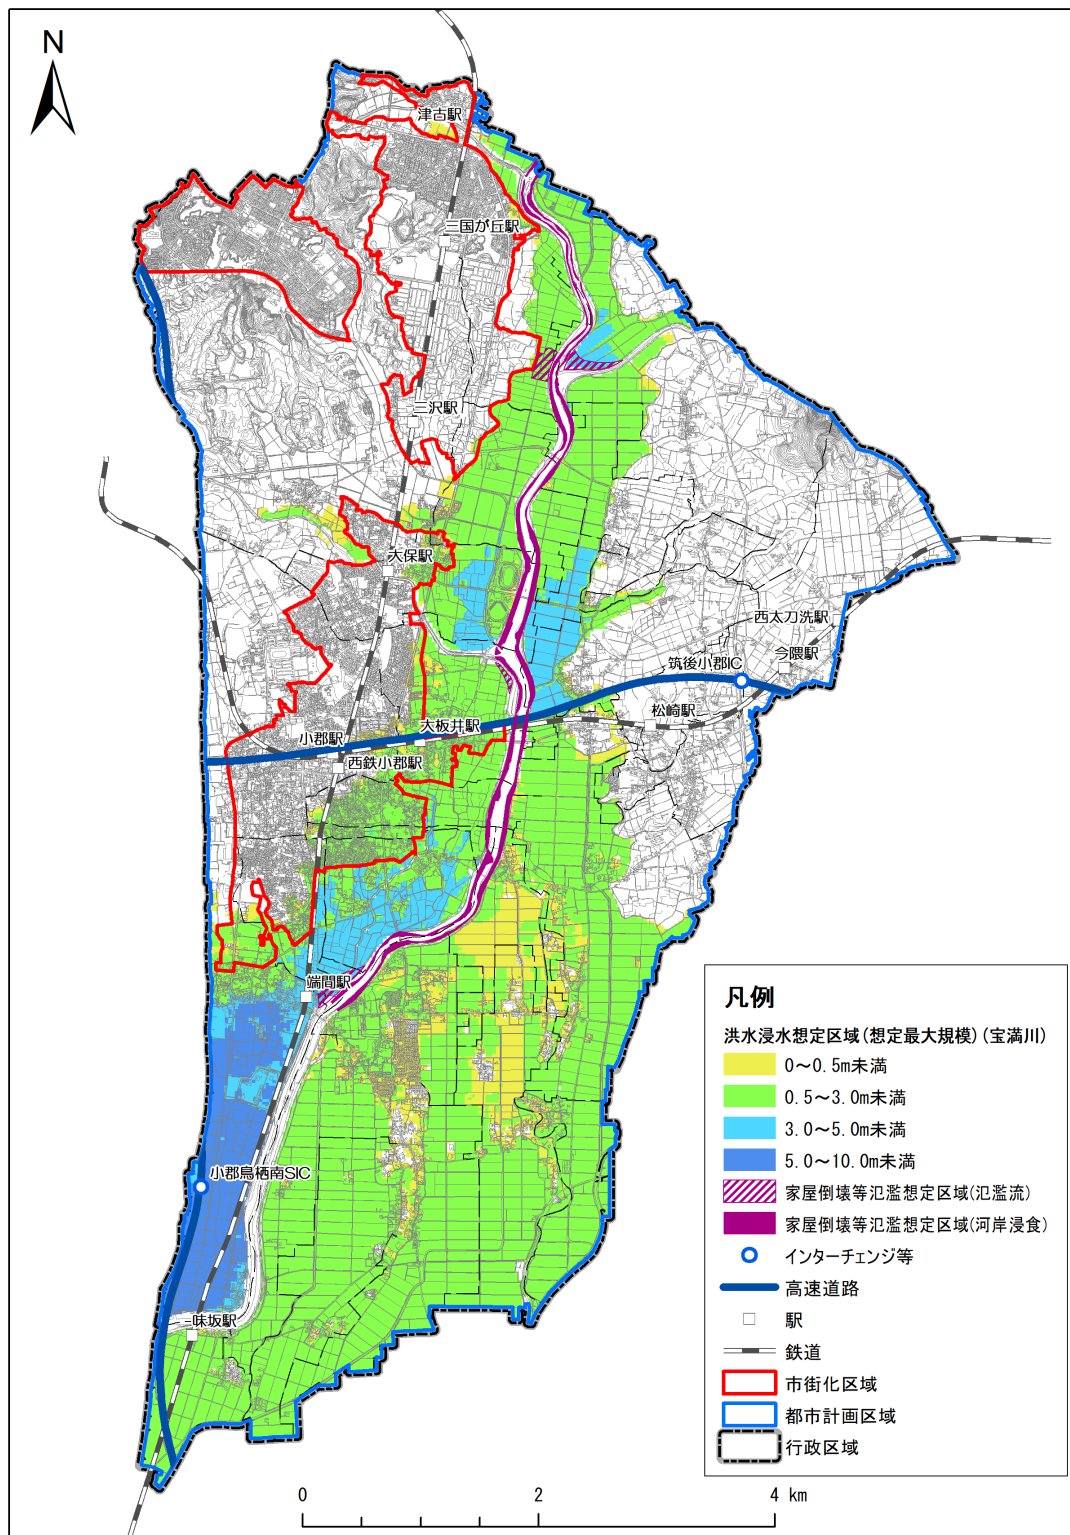 N
津古駅
三国が丘駅
三沢駅
大保駅
西太刀洗駅
今隈駅
筑後小郡IC
松崎駅
大板井駅
小郡駅
西鉄小郡駅
端間駅
小郡鳥栖南SIC
味坂駅
凡例
洪水浸水想定区域(想定最大規模)(宝満川)
0～0.5m未満
0.5～3.0m未満
3.0～5.0m未満
5.0～10.0m未満
家屋倒壊等氾濫想定区域(氾濫流)
家屋倒壊等氾濫想定区域(河岸浸食)
インターチェンジ等
高速道路
駅
鉄道
市街化区域
都市計画区域
行政区域
0 2 4 km